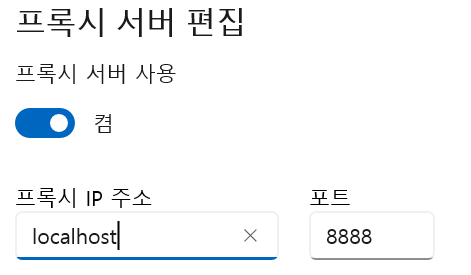 프록시 서버 편집
프록시 서버 사용
켬
프록시 IP 주소 포트
localhost 8888